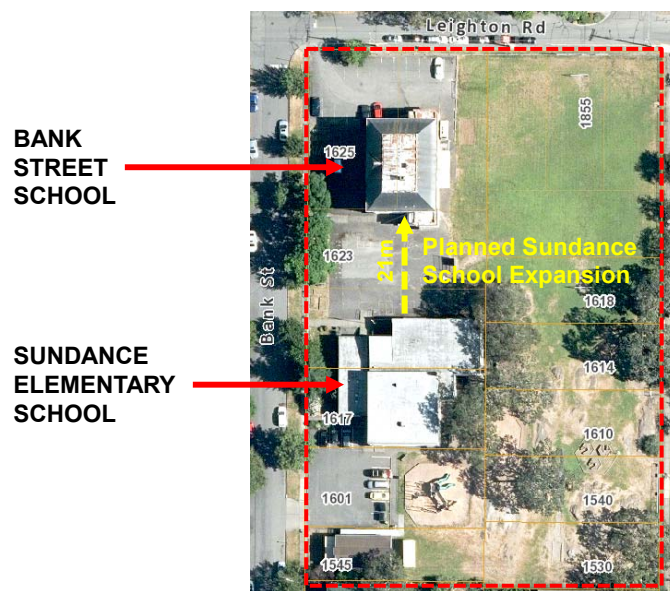 Leighton Rd
BANK
STREET
SCHOOL
1625
1855
1623
21m
Planned Sundance
School Expansion
Bank St
1618
SUNDANCE
ELEMENTARY
SCHOOL
1614
1617
1610
1601
1540
1545
1530